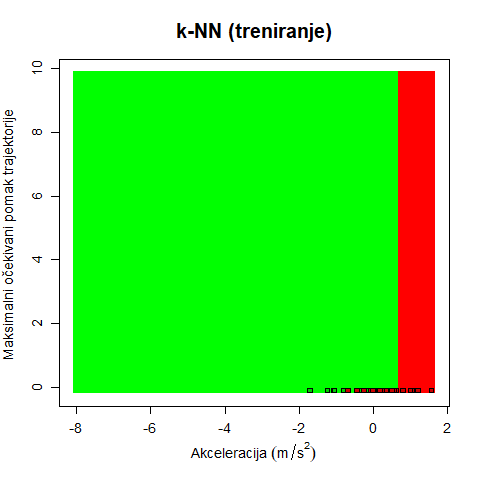 k-NN (treniranje)
Maksimalni očekivani pomak trajektorije
10
8
6
4
2
0
-8 -6 -4 -2 0 2
Akceleracija (m/s²)